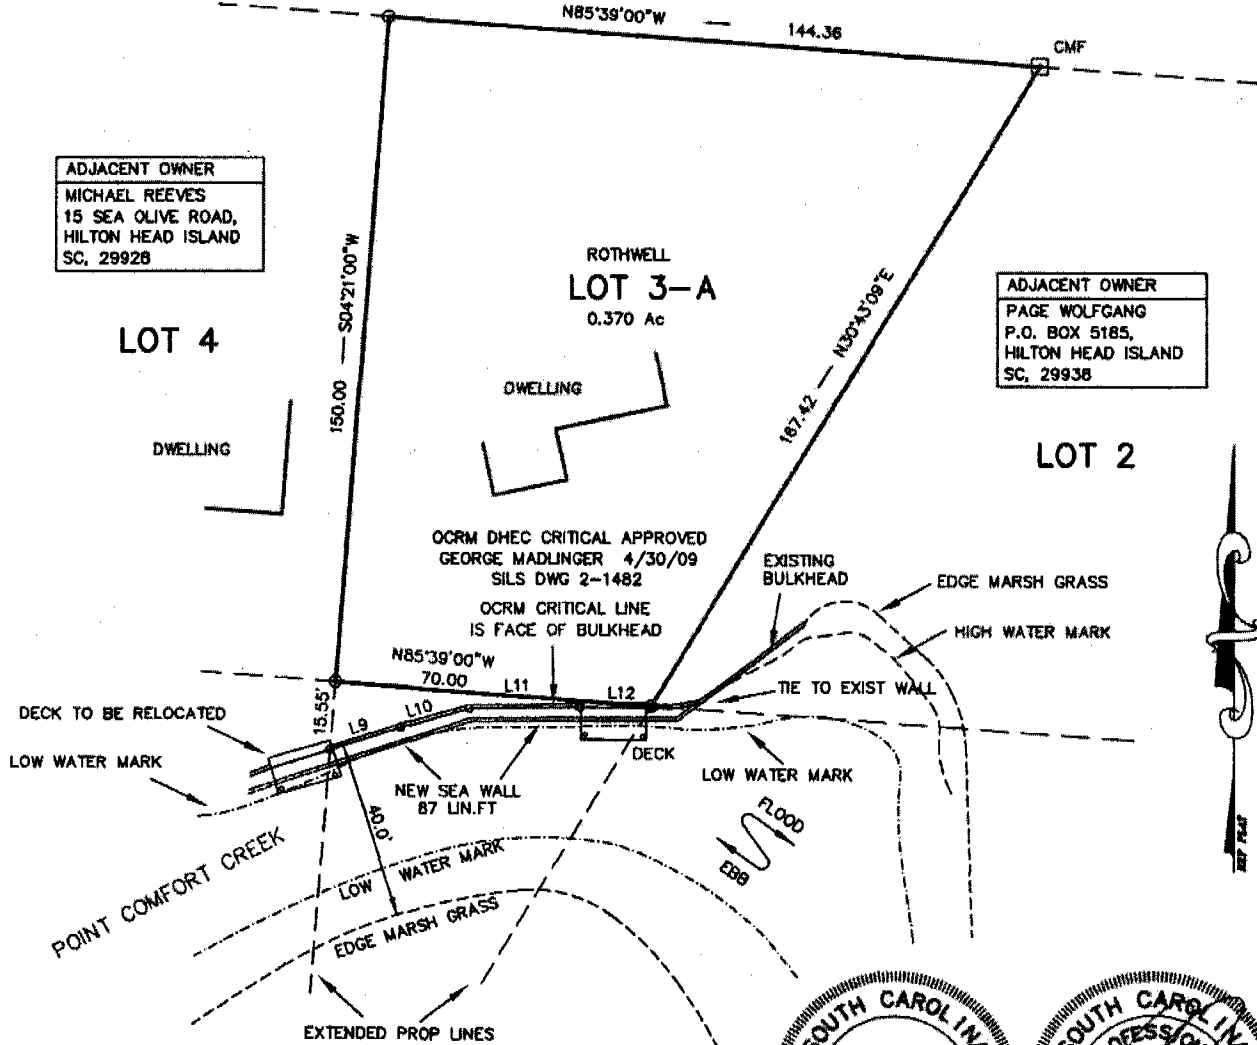 N85°39'00"W — 144.36
CMF
ADJACENT OWNER
MICHAEL REEVES
15 SEA OLIVE ROAD,
HILTON HEAD ISLAND
SC, 29928
LOT 4
DWELLING
150.00 — S04°21'00"W
ROTHWELL
LOT 3-A
0.370 Ac
DWELLING
187.42 — N30°43'09"E
ADJACENT OWNER
PAGE WOLFGANG
P.O. BOX 5185,
HILTON HEAD ISLAND
SC, 29938
LOT 2
OCRM DHEC CRITICAL APPROVED
GEORGE MADLINGER 4/30/09
SILS DWG 2-1482
OCRM CRITICAL LINE
IS FACE OF BULKHEAD
EXISTING
BULKHEAD
EDGE MARSH GRASS
HIGH WATER MARK
TIE TO EXIST WALL
N85°39'00"W
70.00
L11
L12
L9
L10
15.55'
DECK TO BE RELOCATED
LOW WATER MARK
NEW SEA WALL
87 LIN.FT
DECK
LOW WATER MARK
40.0'
FLOOD
EBB
POINT COMFORT CREEK
LOW WATER MARK
EDGE MARSH GRASS
EXTENDED PROP LINES
REF PLAT
SOUTH CAROLINA
SOUTH CAROLINA